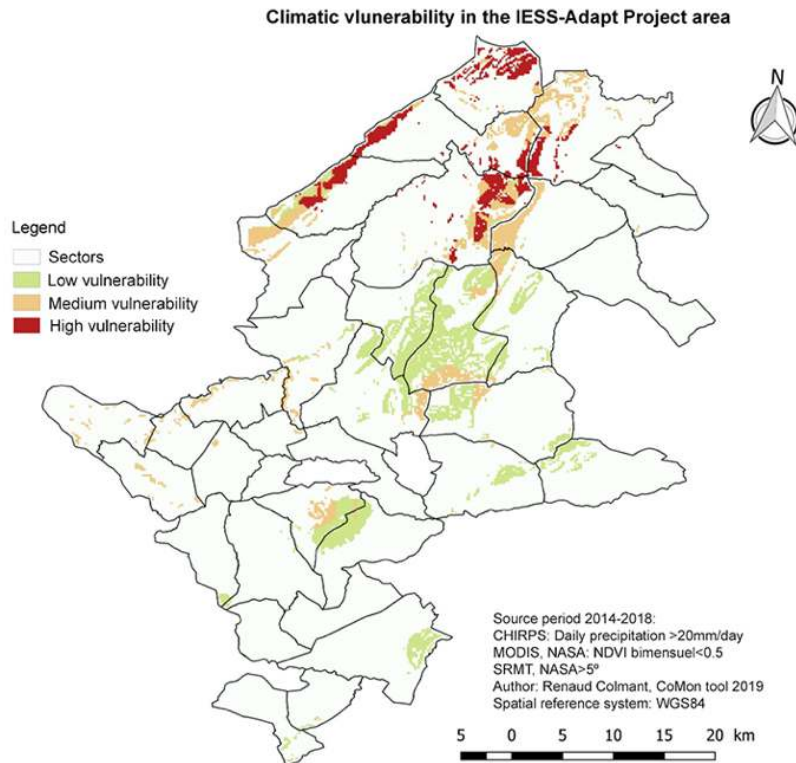 Climatic vlunerability in the IESS-Adapt Project area
N
Legend
Sectors
Low vulnerability
Medium vulnerability
High vulnerability
Source period 2014-2018:
CHIRPS: Daily precipitation >20mm/day
MODIS, NASA: NDVI bimensuel<0.5
SRMT, NASA>5º
Author: Renaud Colmant, CoMon tool 2019
Spatial reference system: WGS84
5 0 5 10 15 20 km